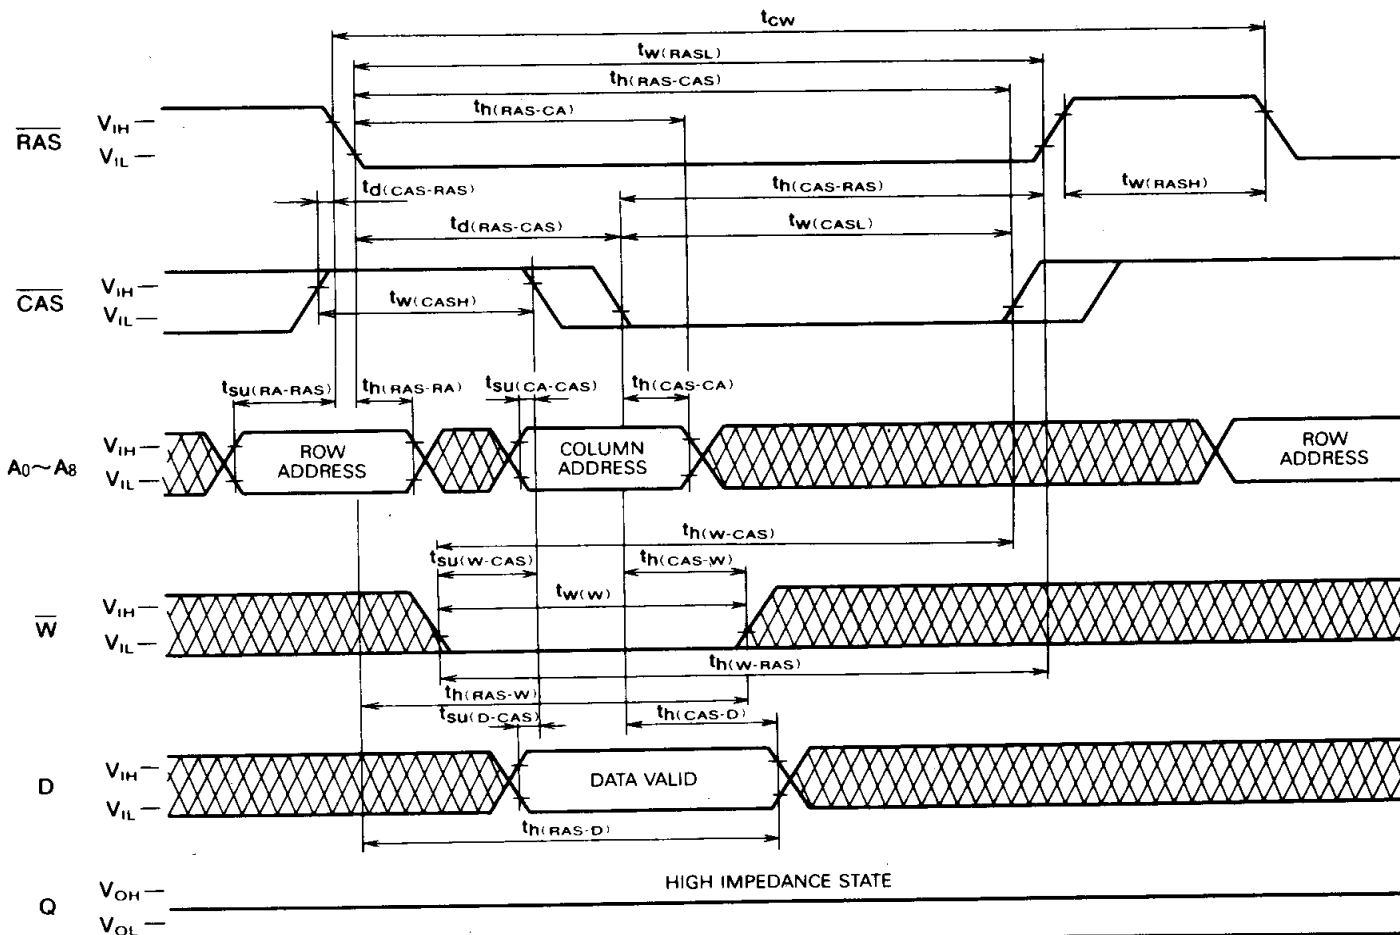 tCW
tW(RASL)
th(RAS-CAS)
th(RAS-CA)
RAS
VIH
VIL
td(CAS-RAS)
th(CAS-RAS)
tW(RASH)
td(RAS-CAS)
tW(CASL)
CAS
VIH
VIL
tW(CASH)
tsu(RA-RAS)
th(RAS-RA)
tsu(CA-CAS)
th(CAS-CA)
A0~A8
VIH
VIL
ROW
ADDRESS
COLUMN
ADDRESS
ROW
ADDRESS
th(W-CAS)
tsu(W-CAS)
th(CAS-W)
tW(W)
W
VIH
VIL
th(W-RAS)
th(RAS-W)
tsu(D-CAS)
th(CAS-D)
D
VIH
VIL
DATA VALID
th(RAS-D)
Q
VOH
VOL
HIGH IMPEDANCE STATE